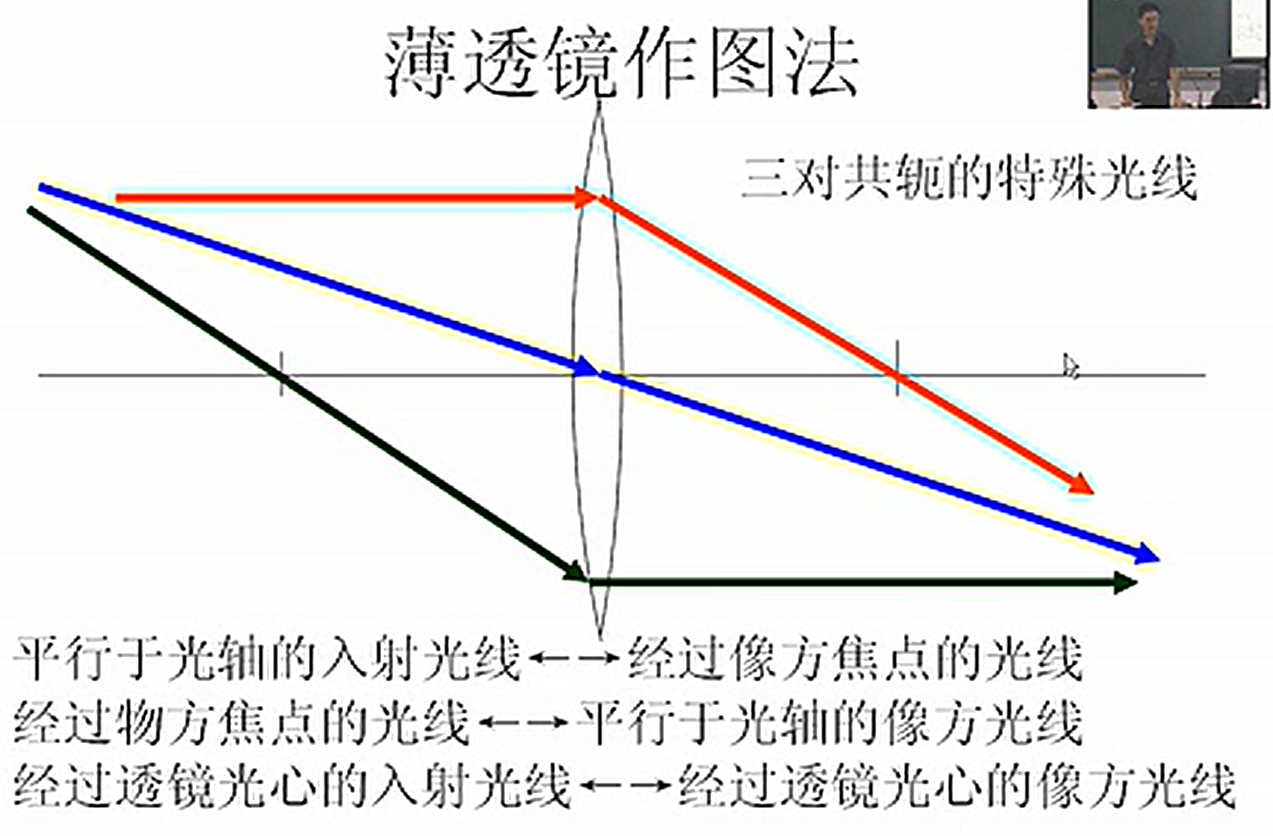 薄透镜作图法
三对共轭的特殊光线
平行于光轴的入射光线←→经过像方焦点的光线
经过物方焦点的光线←→平行于光轴的像方光线
经过透镜光心的入射光线←→经过透镜光心的像方光线